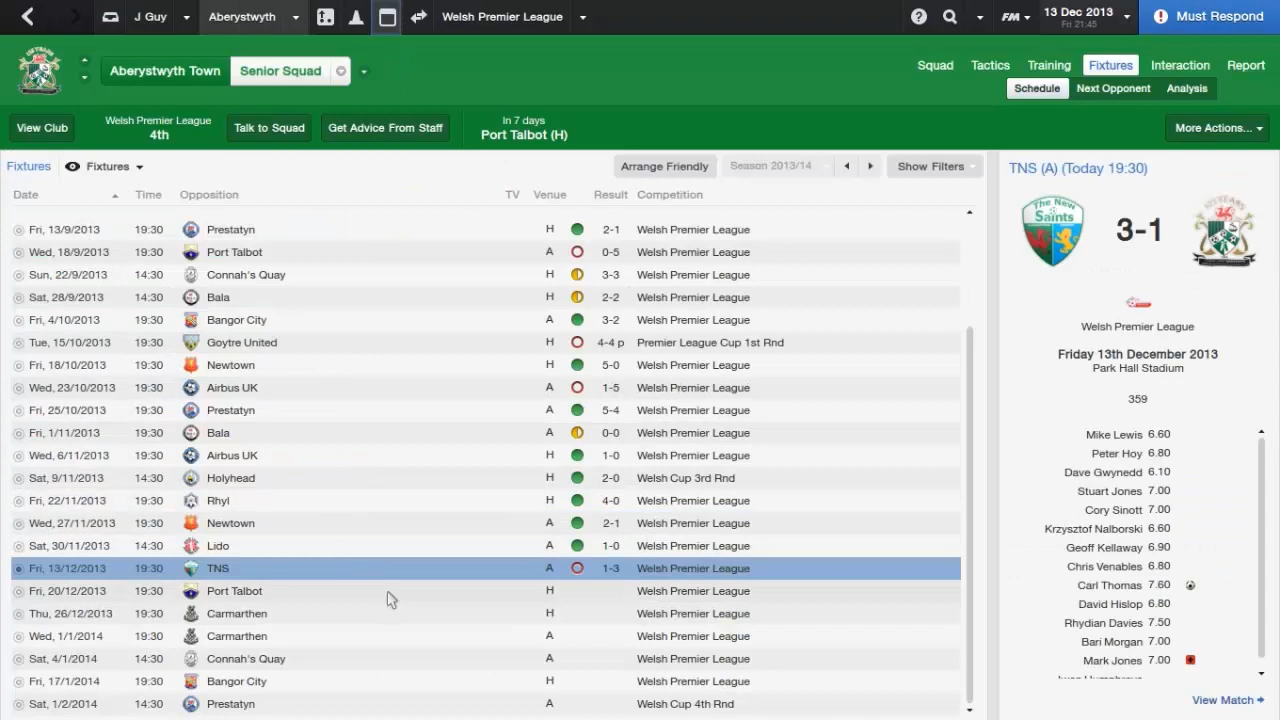 J Guy Aberystwyth Welsh Premier League FM 13 Dec 2013 Fri 21:45 Must Respond
Aberystwyth Town Senior Squad Squad Tactics Training Fixtures Interaction Report
Schedule Next Opponent Analysis
View Club Welsh Premier League 4th Talk to Squad Get Advice From Staff In 7 days Port Talbot (H) More Actions...
Fixtures Fixtures Arrange Friendly Season 2013/14 Show Filters
Date Time Opposition TV Venue Result Competition
Fri, 13/9/2013 19:30 Prestatyn H 2-1 Welsh Premier League
Wed, 18/9/2013 19:30 Port Talbot A 0-5 Welsh Premier League
Sun, 22/9/2013 14:30 Connah's Quay H 3-3 Welsh Premier League
Sat, 28/9/2013 14:30 Bala H 2-2 Welsh Premier League
Fri, 4/10/2013 19:30 Bangor City A 3-2 Welsh Premier League
Tue, 15/10/2013 19:30 Goytre United H 4-4 p Premier League Cup 1st Rnd
Fri, 18/10/2013 19:30 Newtown H 5-0 Welsh Premier League
Wed, 23/10/2013 19:30 Airbus UK A 1-5 Welsh Premier League
Fri, 25/10/2013 19:30 Prestatyn A 5-4 Welsh Premier League
Fri, 1/11/2013 19:30 Bala A 0-0 Welsh Premier League
Wed, 6/11/2013 19:30 Airbus UK H 1-0 Welsh Premier League
Sat, 9/11/2013 14:30 Holyhead H 2-0 Welsh Cup 3rd Rnd
Fri, 22/11/2013 19:30 Rhyl H 4-0 Welsh Premier League
Wed, 27/11/2013 19:30 Newtown A 2-1 Welsh Premier League
Sat, 30/11/2013 14:30 Lido A 1-0 Welsh Premier League
Fri, 13/12/2013 19:30 TNS A 1-3 Welsh Premier League
Fri, 20/12/2013 19:30 Port Talbot H Welsh Premier League
Thu, 26/12/2013 19:30 Carmarthen H Welsh Premier League
Wed, 1/1/2014 19:30 Carmarthen A Welsh Premier League
Sat, 4/1/2014 14:30 Connah's Quay A Welsh Premier League
Fri, 17/1/2014 19:30 Bangor City H Welsh Premier League
Sat, 1/2/2014 14:30 Prestatyn A Welsh Cup 4th Rnd
TNS (A) (Today 19:30)
The New
Saints
3-1
Welsh Premier League
Friday 13th December 2013
Park Hall Stadium
359
Mike Lewis 6.60
Peter Hoy 6.80
Dave Gwynedd 6.10
Stuart Jones 7.00
Cory Sinott 7.00
Krzysztof Nalborski 6.60
Geoff Kellaway 6.90
Chris Venables 6.80
Carl Thomas 7.60
David Hislop 6.80
Rhydian Davies 7.50
Bari Morgan 7.00
Mark Jones 7.00
View Match